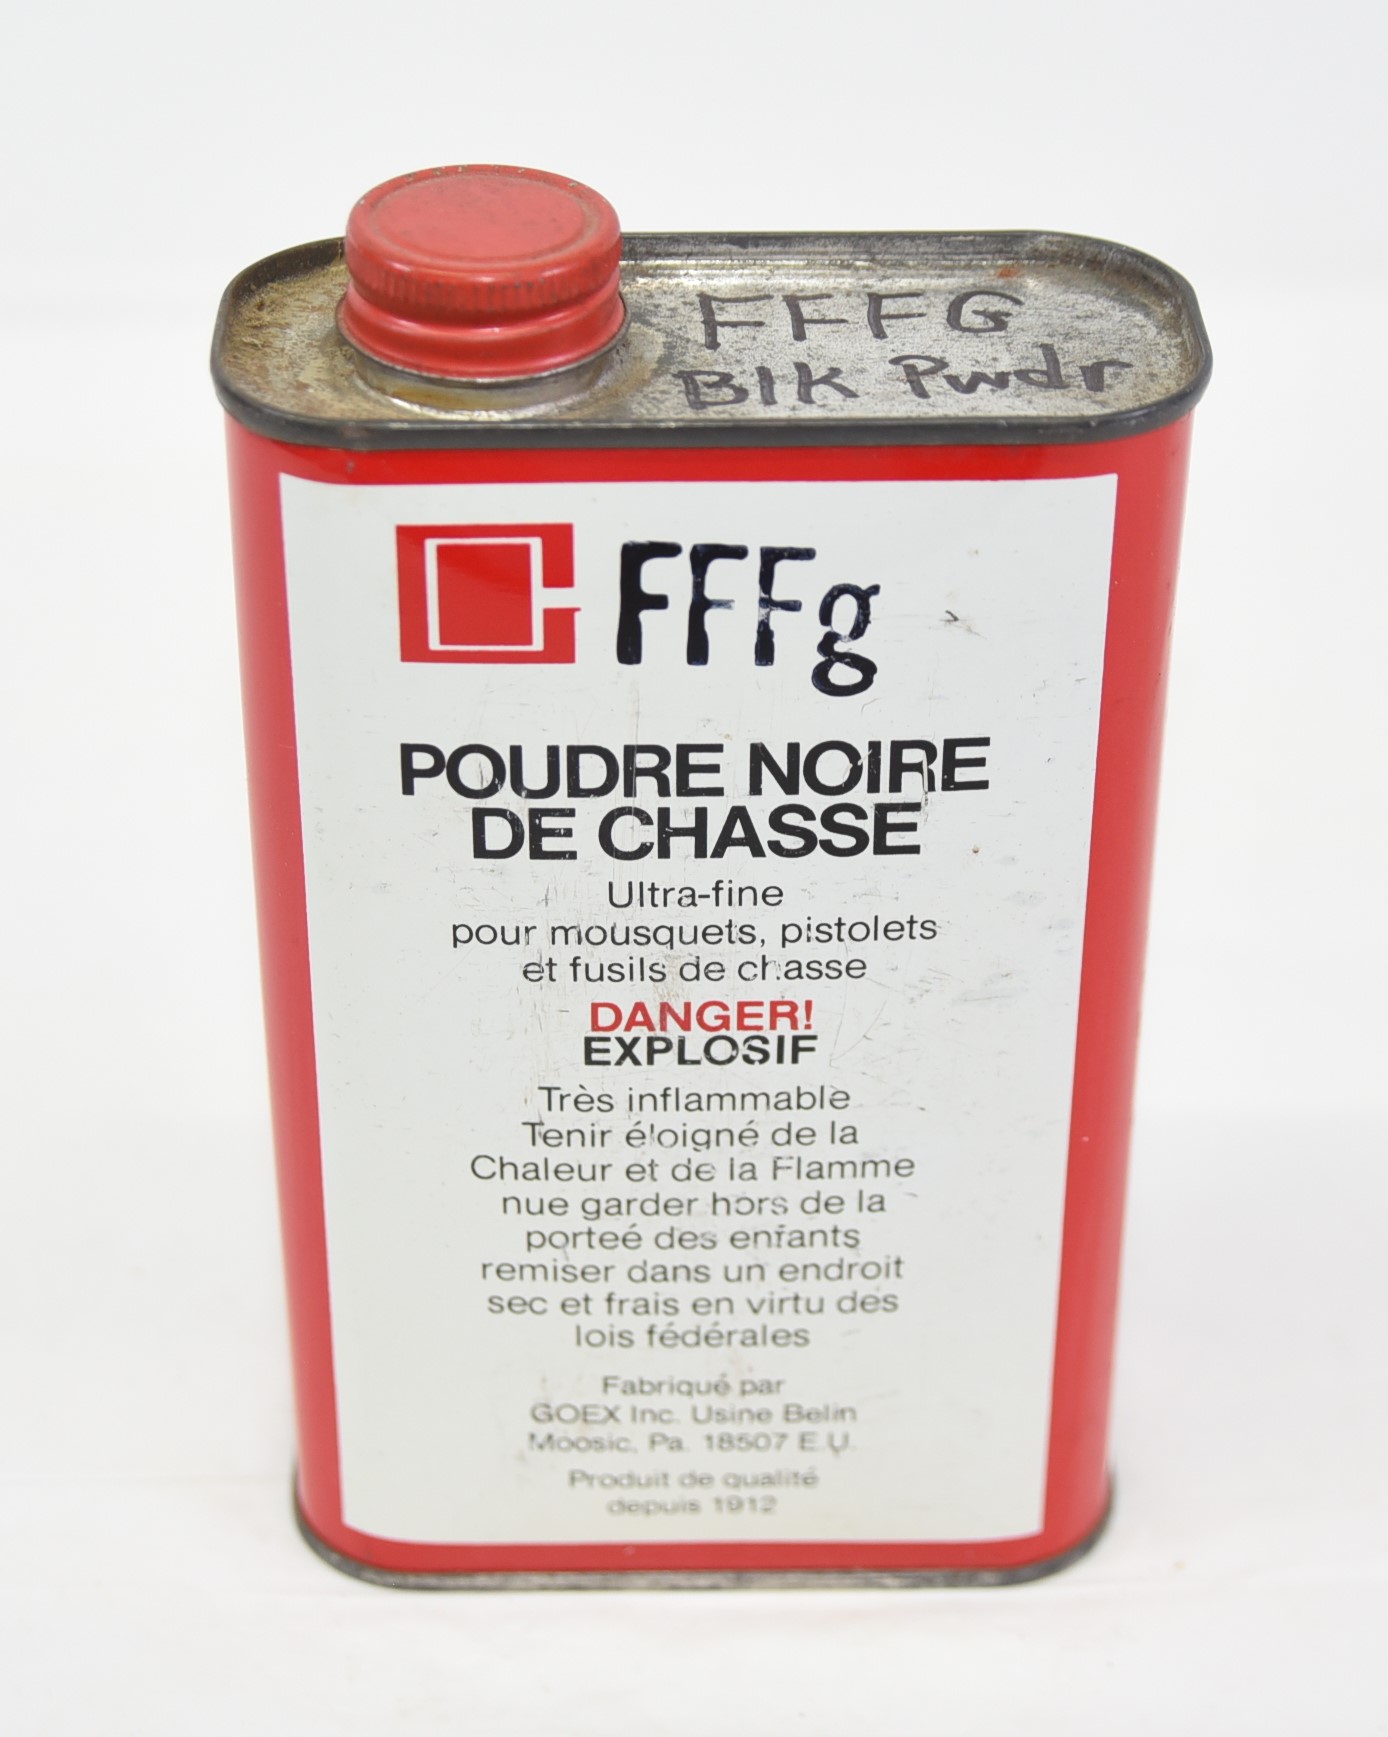 FFFG
Blk Pwdr
FFFg
POUDRE NOIRE
DE CHASSE
Ultra-fine
pour mousquets, pistolets
et fusils de chasse
DANGER!
EXPLOSIF
Très inflammable
Tenir éloigné de la
Chaleur et de la Flamme
nue garder hors de la
porteé des enfants
remiser dans un endroit
sec et frais en virtu des
lois fédérales
Fabriqué par
GOEX Inc. Usine Belin
Moosic, Pa. 18507 E.U.
Produit de qualité
depuis 1912